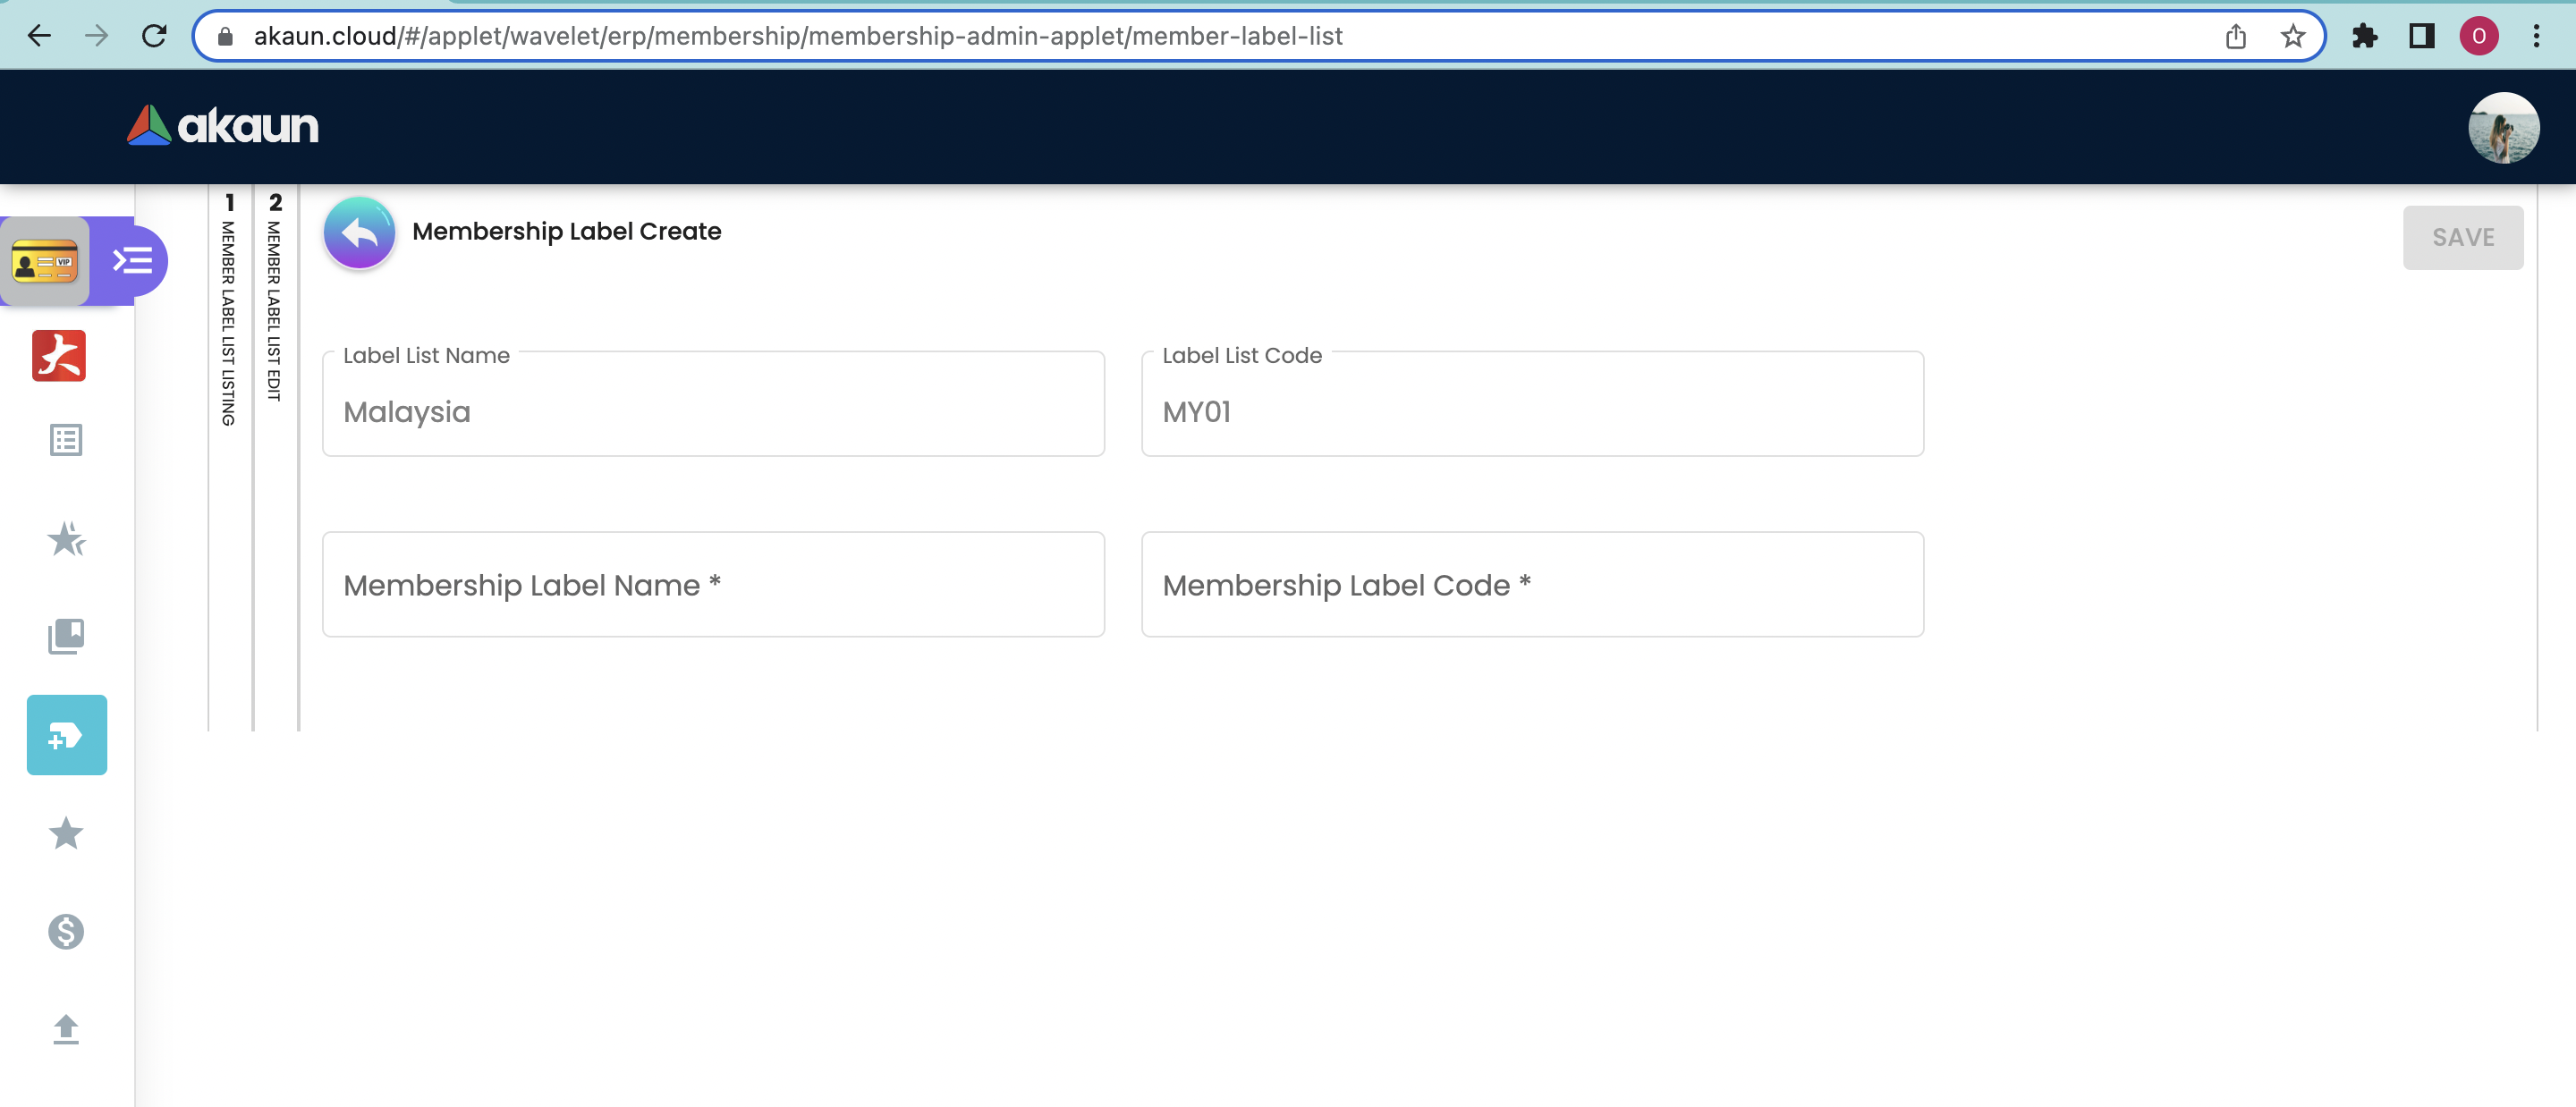 akaun.cloud/#/applet/wavelet/erp/membership/membership-admin-applet/member-label-list
O
akaun
1
MEMBER LABEL LIST LISTING
2
MEMBER LABEL LIST EDIT
VIP
Membership Label Create
SAVE
Label List Name
Malaysia
Label List Code
MY01
Membership Label Name *
Membership Label Code *